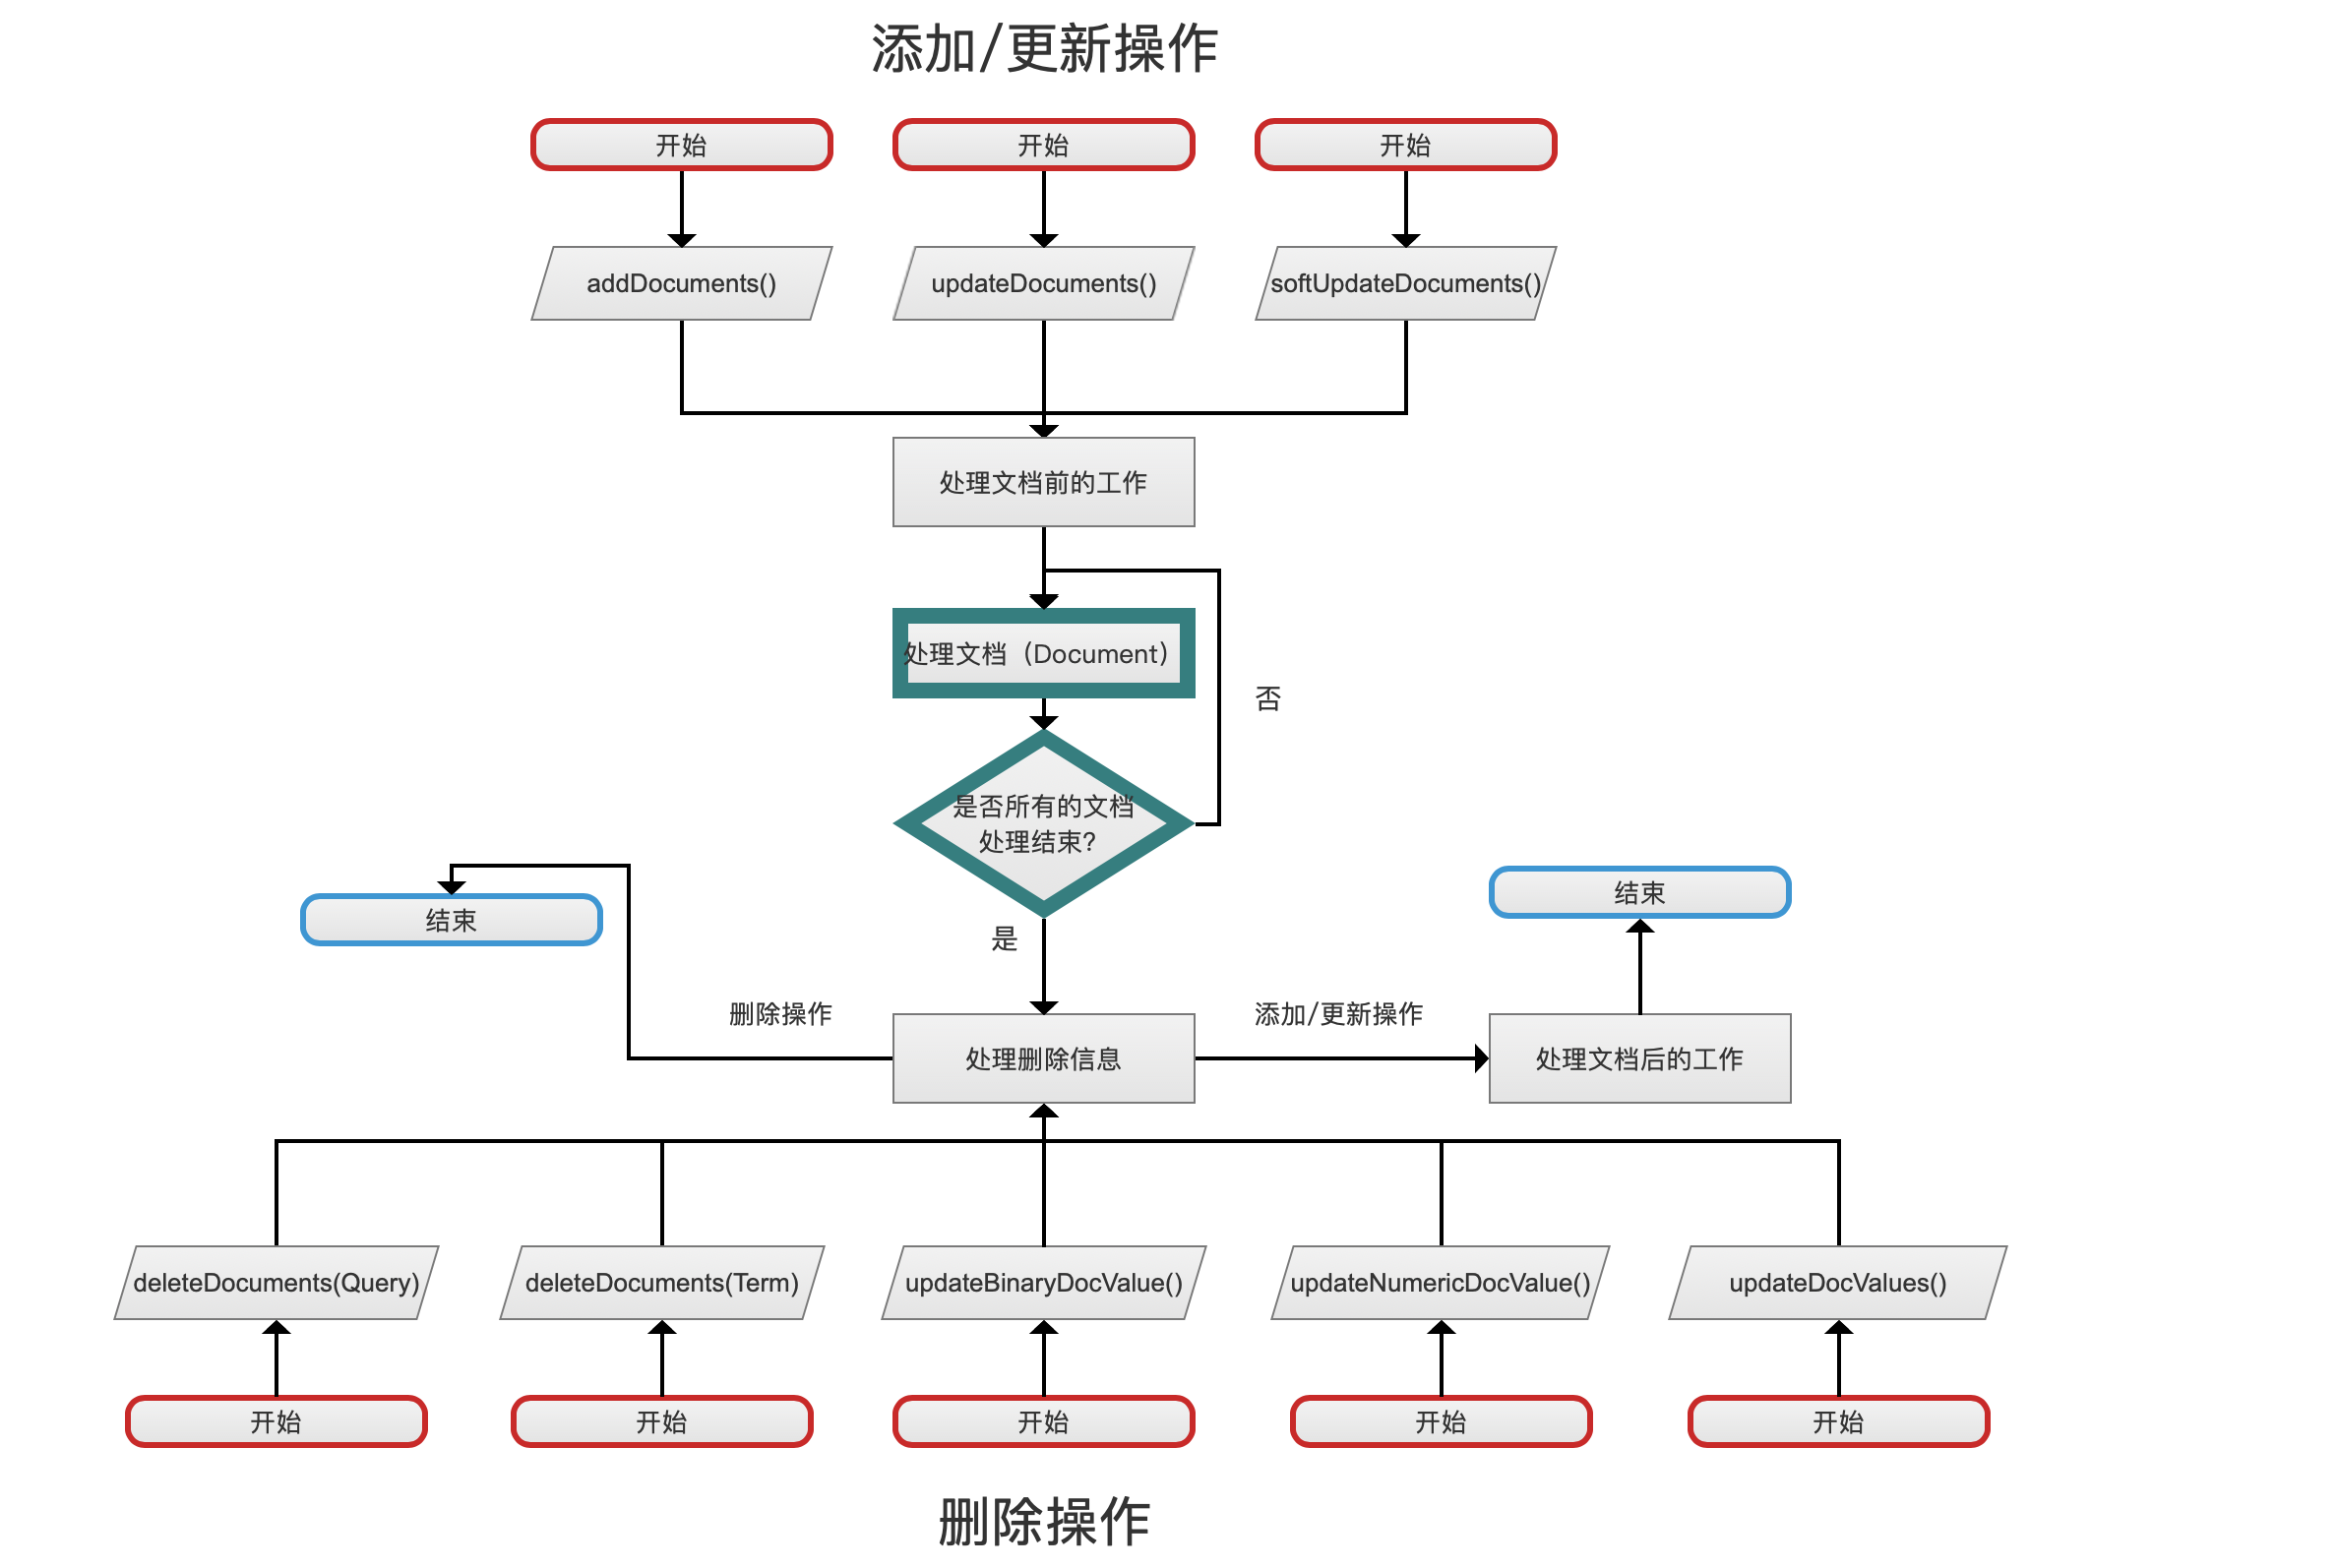 添加/更新操作
开始
开始
开始
addDocuments()
updateDocuments()
softUpdateDocuments()
处理文档前的工作
处理文档（Document）
否
是否所有的文档
处理结束？
结束
结束
是
删除操作
添加/更新操作
处理删除信息
处理文档后的工作
deleteDocuments(Query)
deleteDocuments(Term)
updateBinaryDocValue()
updateNumericDocValue()
updateDocValues()
开始
开始
开始
开始
开始
删除操作